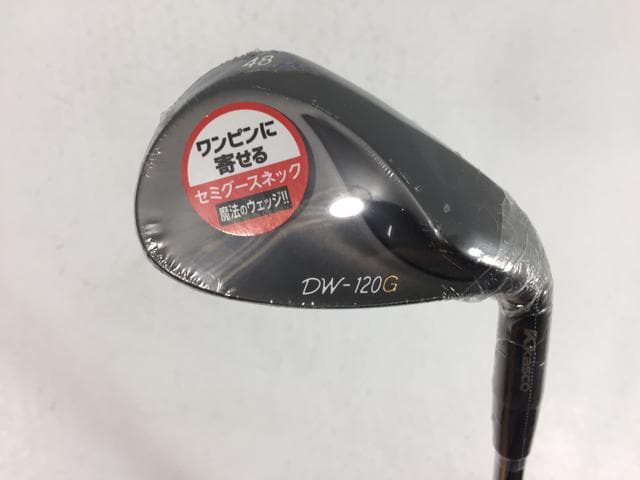 48
ワンピンに
寄せる
セミグースネック
魔法のウェッジ!!
DW-120G
Kasco